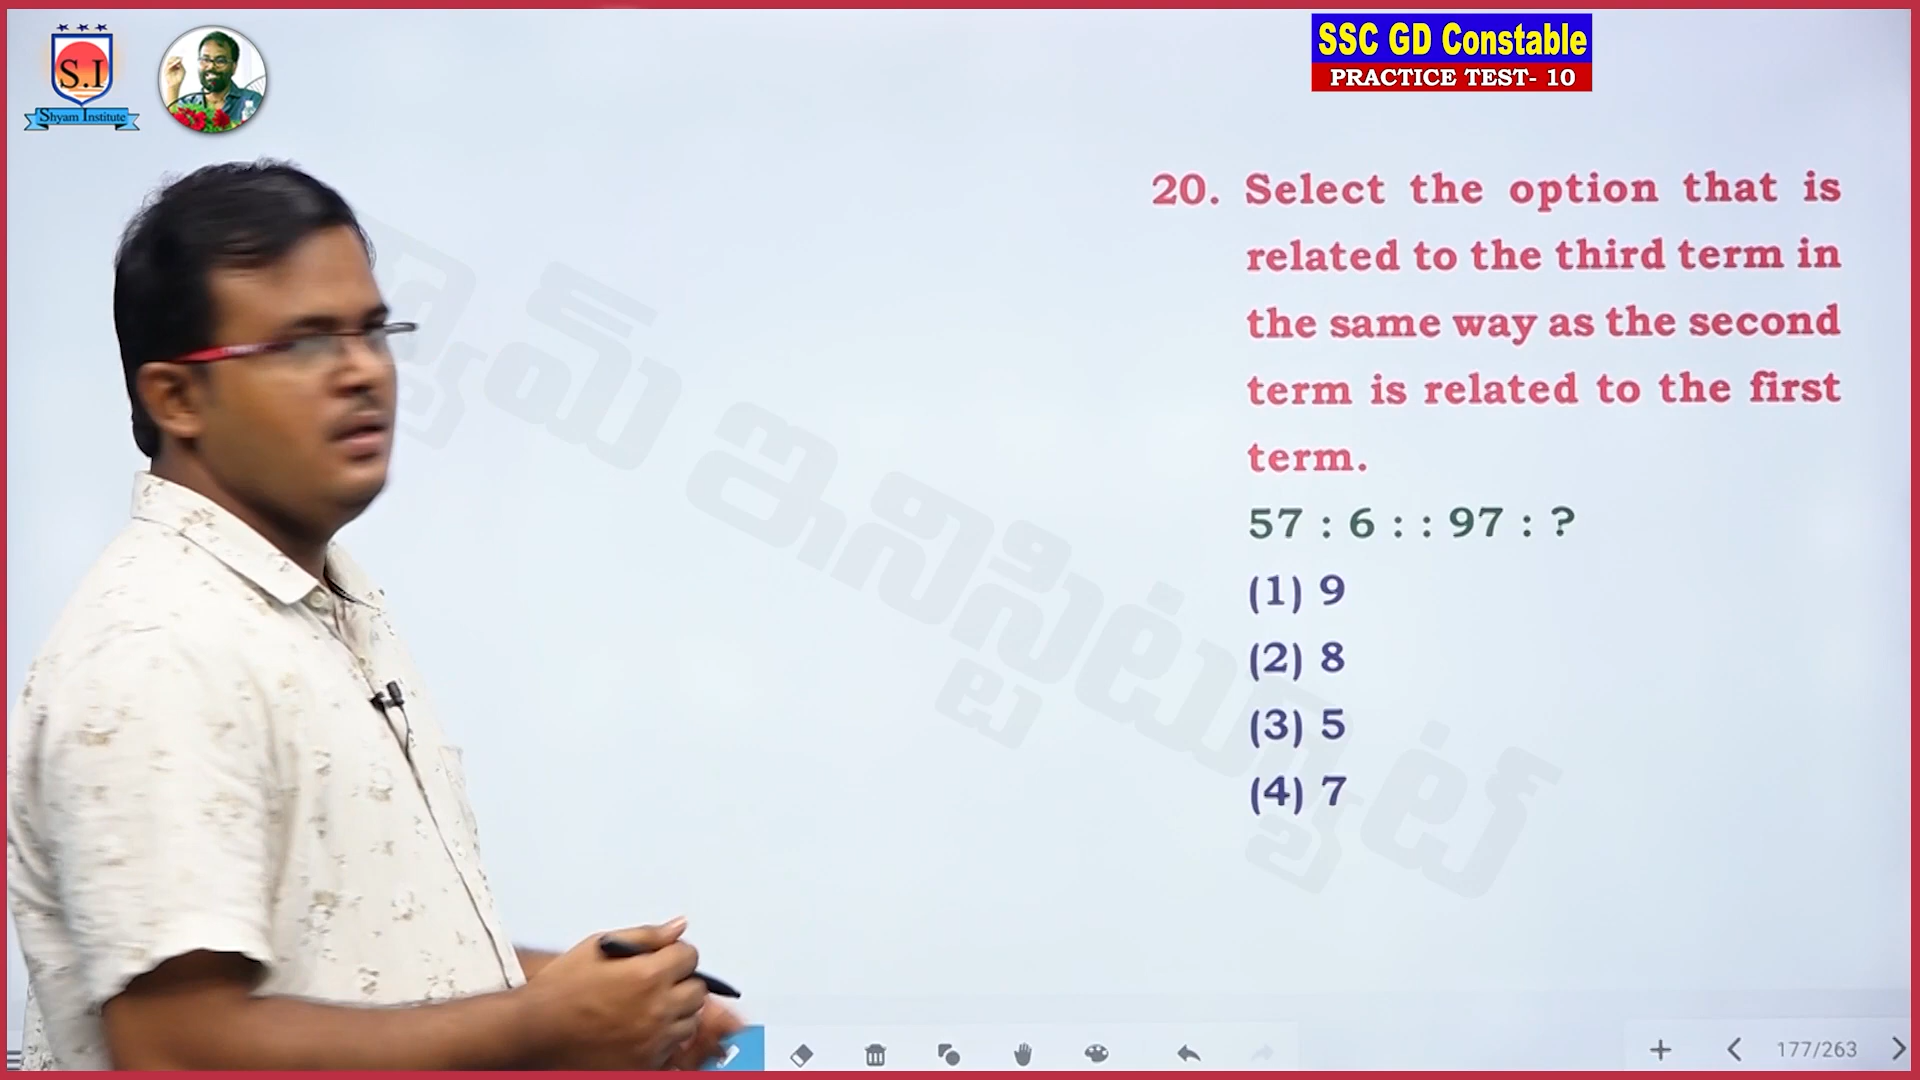 S.I
Shyam Institute
SSC GD Constable
PRACTICE TEST- 10
20. Select the option that is
related to the third term in
the same way as the second
term is related to the first
term.
57 : 6 : : 97 : ?
(1) 9
(2) 8
(3) 5
(4) 7
శ్యామ్ ఇన్‌స్టిట్యూట్
177/263